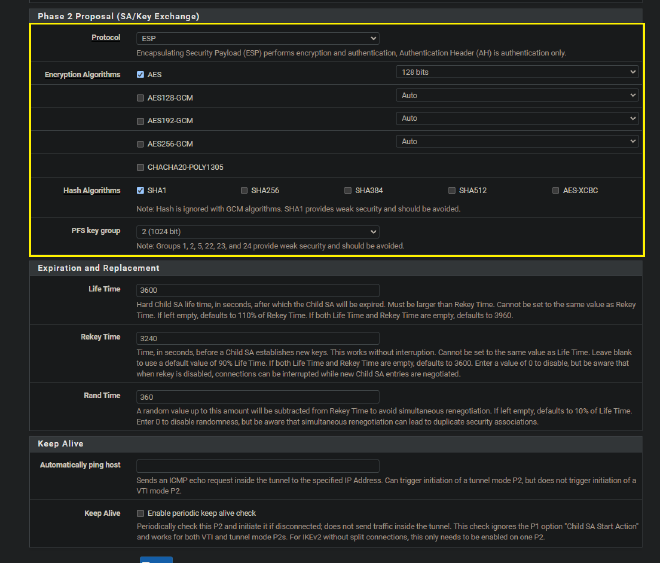 Phase 2 Proposal (SA/Key Exchange)
Protocol
ESP
Encapsulating Security Payload (ESP) performs encryption and authentication, Authentication Header (AH) is authentication only.
Encryption Algorithms
AES
128 bits
AES128-GCM
Auto
AES192-GCM
Auto
AES256-GCM
Auto
CHACHA20-POLY1305
Hash Algorithms
SHA1 SHA256 SHA384 SHA512 AES-XCBC
Note: Hash is ignored with GCM algorithms. SHA1 provides weak security and should be avoided.
PFS key group
2 (1024 bit)
Note: Groups 1, 2, 5, 22, 23, and 24 provide weak security and should be avoided.
Expiration and Replacement
Life Time
3600
Hard Child SA life time, in seconds, after which the Child SA will be expired. Must be larger than Rekey Time. Cannot be set to the same value as Rekey
Time. If left empty, defaults to 110% of Rekey Time. If both Life Time and Rekey Time are empty, defaults to 3960.
Rekey Time
3240
Time, in seconds, before a Child SA establishes new keys. This works without interruption. Cannot be set to the same value as Life Time. Leave blank
to use a default value of 90% Life Time. If both Life Time and Rekey Time are empty, defaults to 3600. Enter a value of 0 to disable, but be aware that
when rekey is disabled, connections can be interrupted while new Child SA entries are negotiated.
Rand Time
360
A random value up to this amount will be subtracted from Rekey Time to avoid simultaneous renegotiation. If left empty, defaults to 10% of Life Time.
Enter 0 to disable randomness, but be aware that simultaneous renegotiation can lead to duplicate security associations.
Keep Alive
Automatically ping host
Sends an ICMP echo request inside the tunnel to the specified IP Address. Can trigger initiation of a tunnel mode P2, but does not trigger initiation of a
VTI mode P2.
Keep Alive
Enable periodic keep alive check
Periodically check this P2 and initiate it if disconnected; does not send traffic inside the tunnel. This check ignores the P1 option "Child SA Start Action"
and works for both VTI and tunnel mode P2s. For IKEv2 without split connections, this only needs to be enabled on one P2.